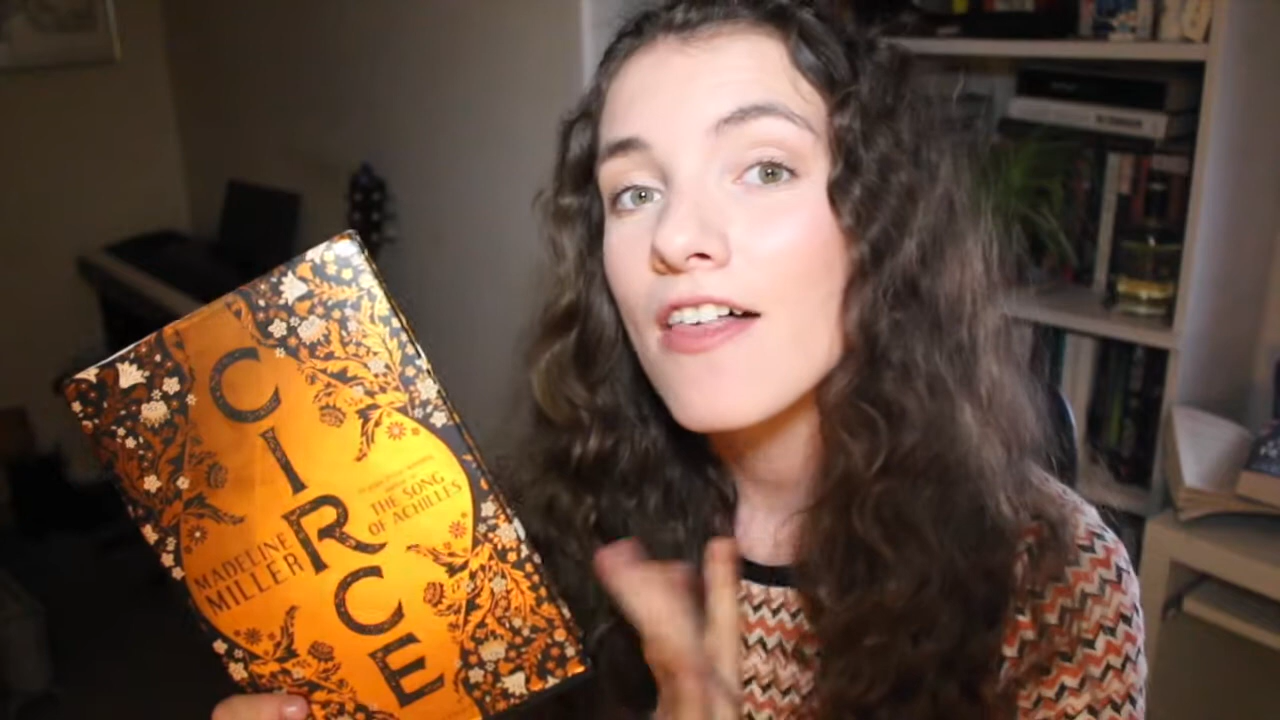 CIRCE
THE SONG
OF ACHILLES
MADELINE
MILLER